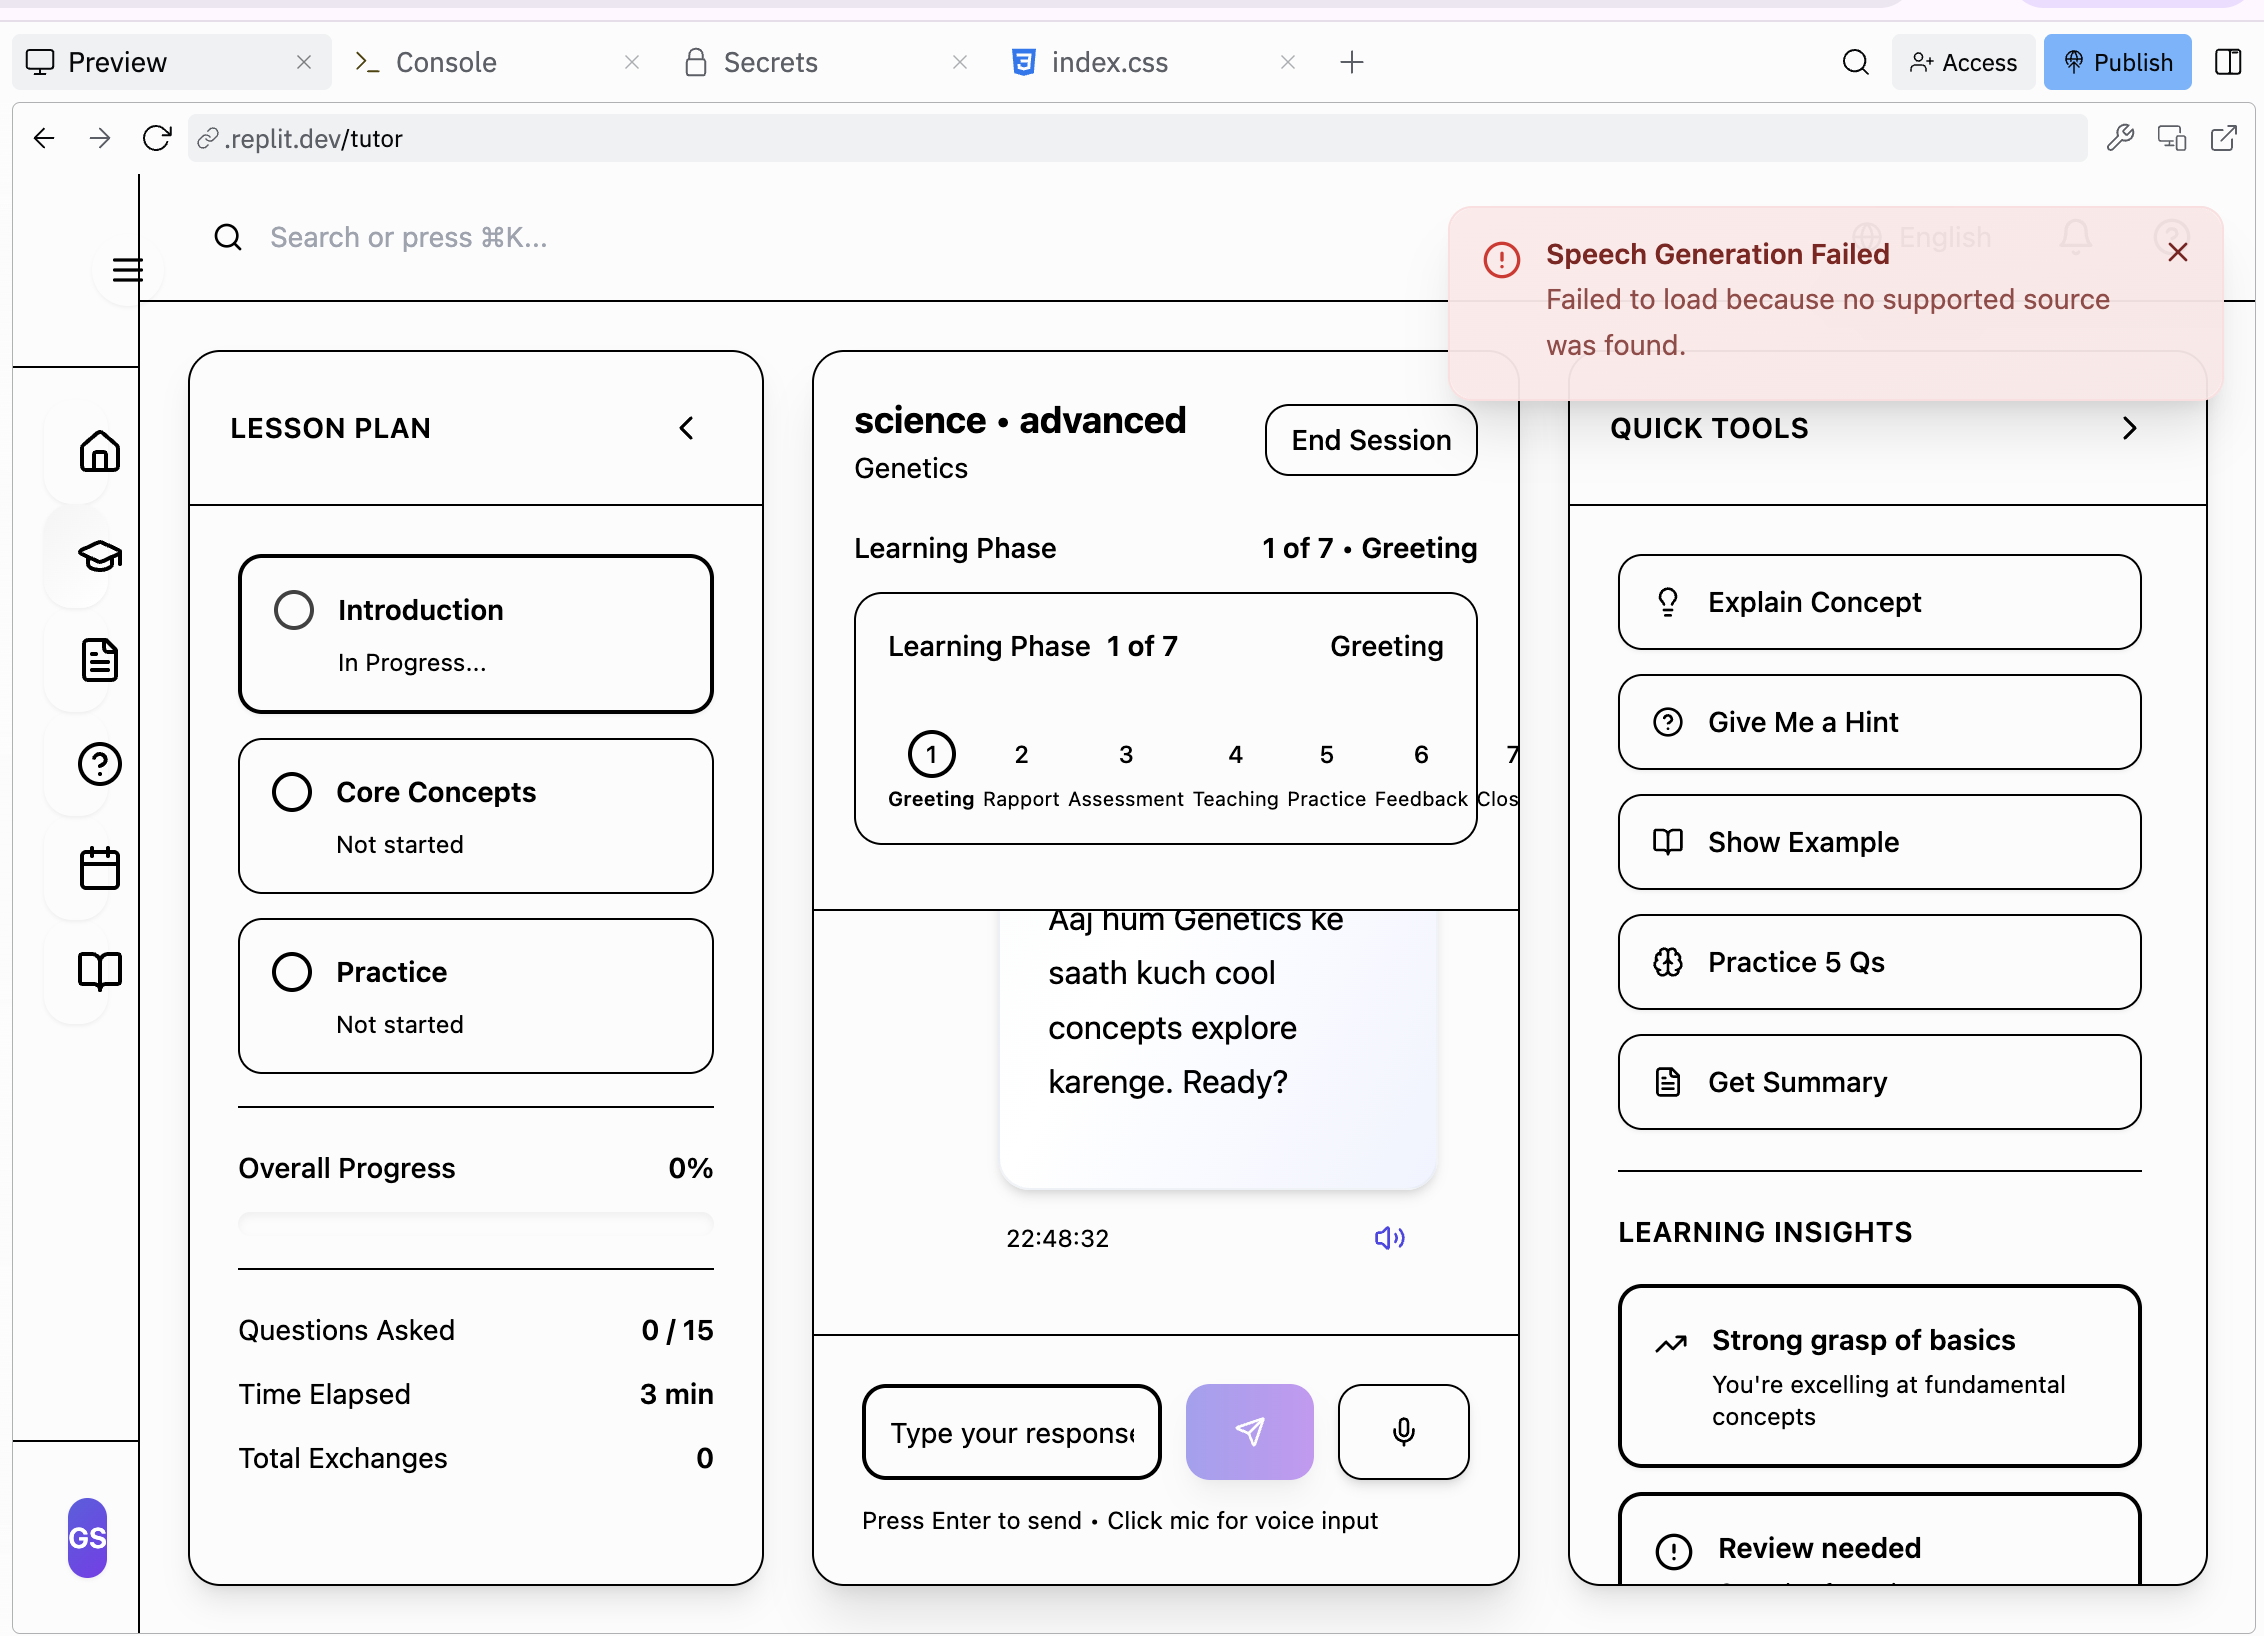 Preview
Console
Secrets
index.css
Access
Publish
.replit.dev/tutor
Search or press ⌘K...
English
Speech Generation Failed
Failed to load because no supported source
was found.
LESSON PLAN
Introduction
In Progress...
Core Concepts
Not started
Practice
Not started
Overall Progress 0%
Questions Asked 0 / 15
Time Elapsed 3 min
Total Exchanges 0
GS
science • advanced
Genetics
End Session
Learning Phase 1 of 7 • Greeting
Learning Phase 1 of 7 Greeting
1 2 3 4 5 6 7
Greeting Rapport Assessment Teaching Practice Feedback Clos
Aaj hum Genetics ke
saath kuch cool
concepts explore
karenge. Ready?
22:48:32
Type your response
Press Enter to send • Click mic for voice input
QUICK TOOLS
Explain Concept
Give Me a Hint
Show Example
Practice 5 Qs
Get Summary
LEARNING INSIGHTS
Strong grasp of basics
You're excelling at fundamental
concepts
Review needed